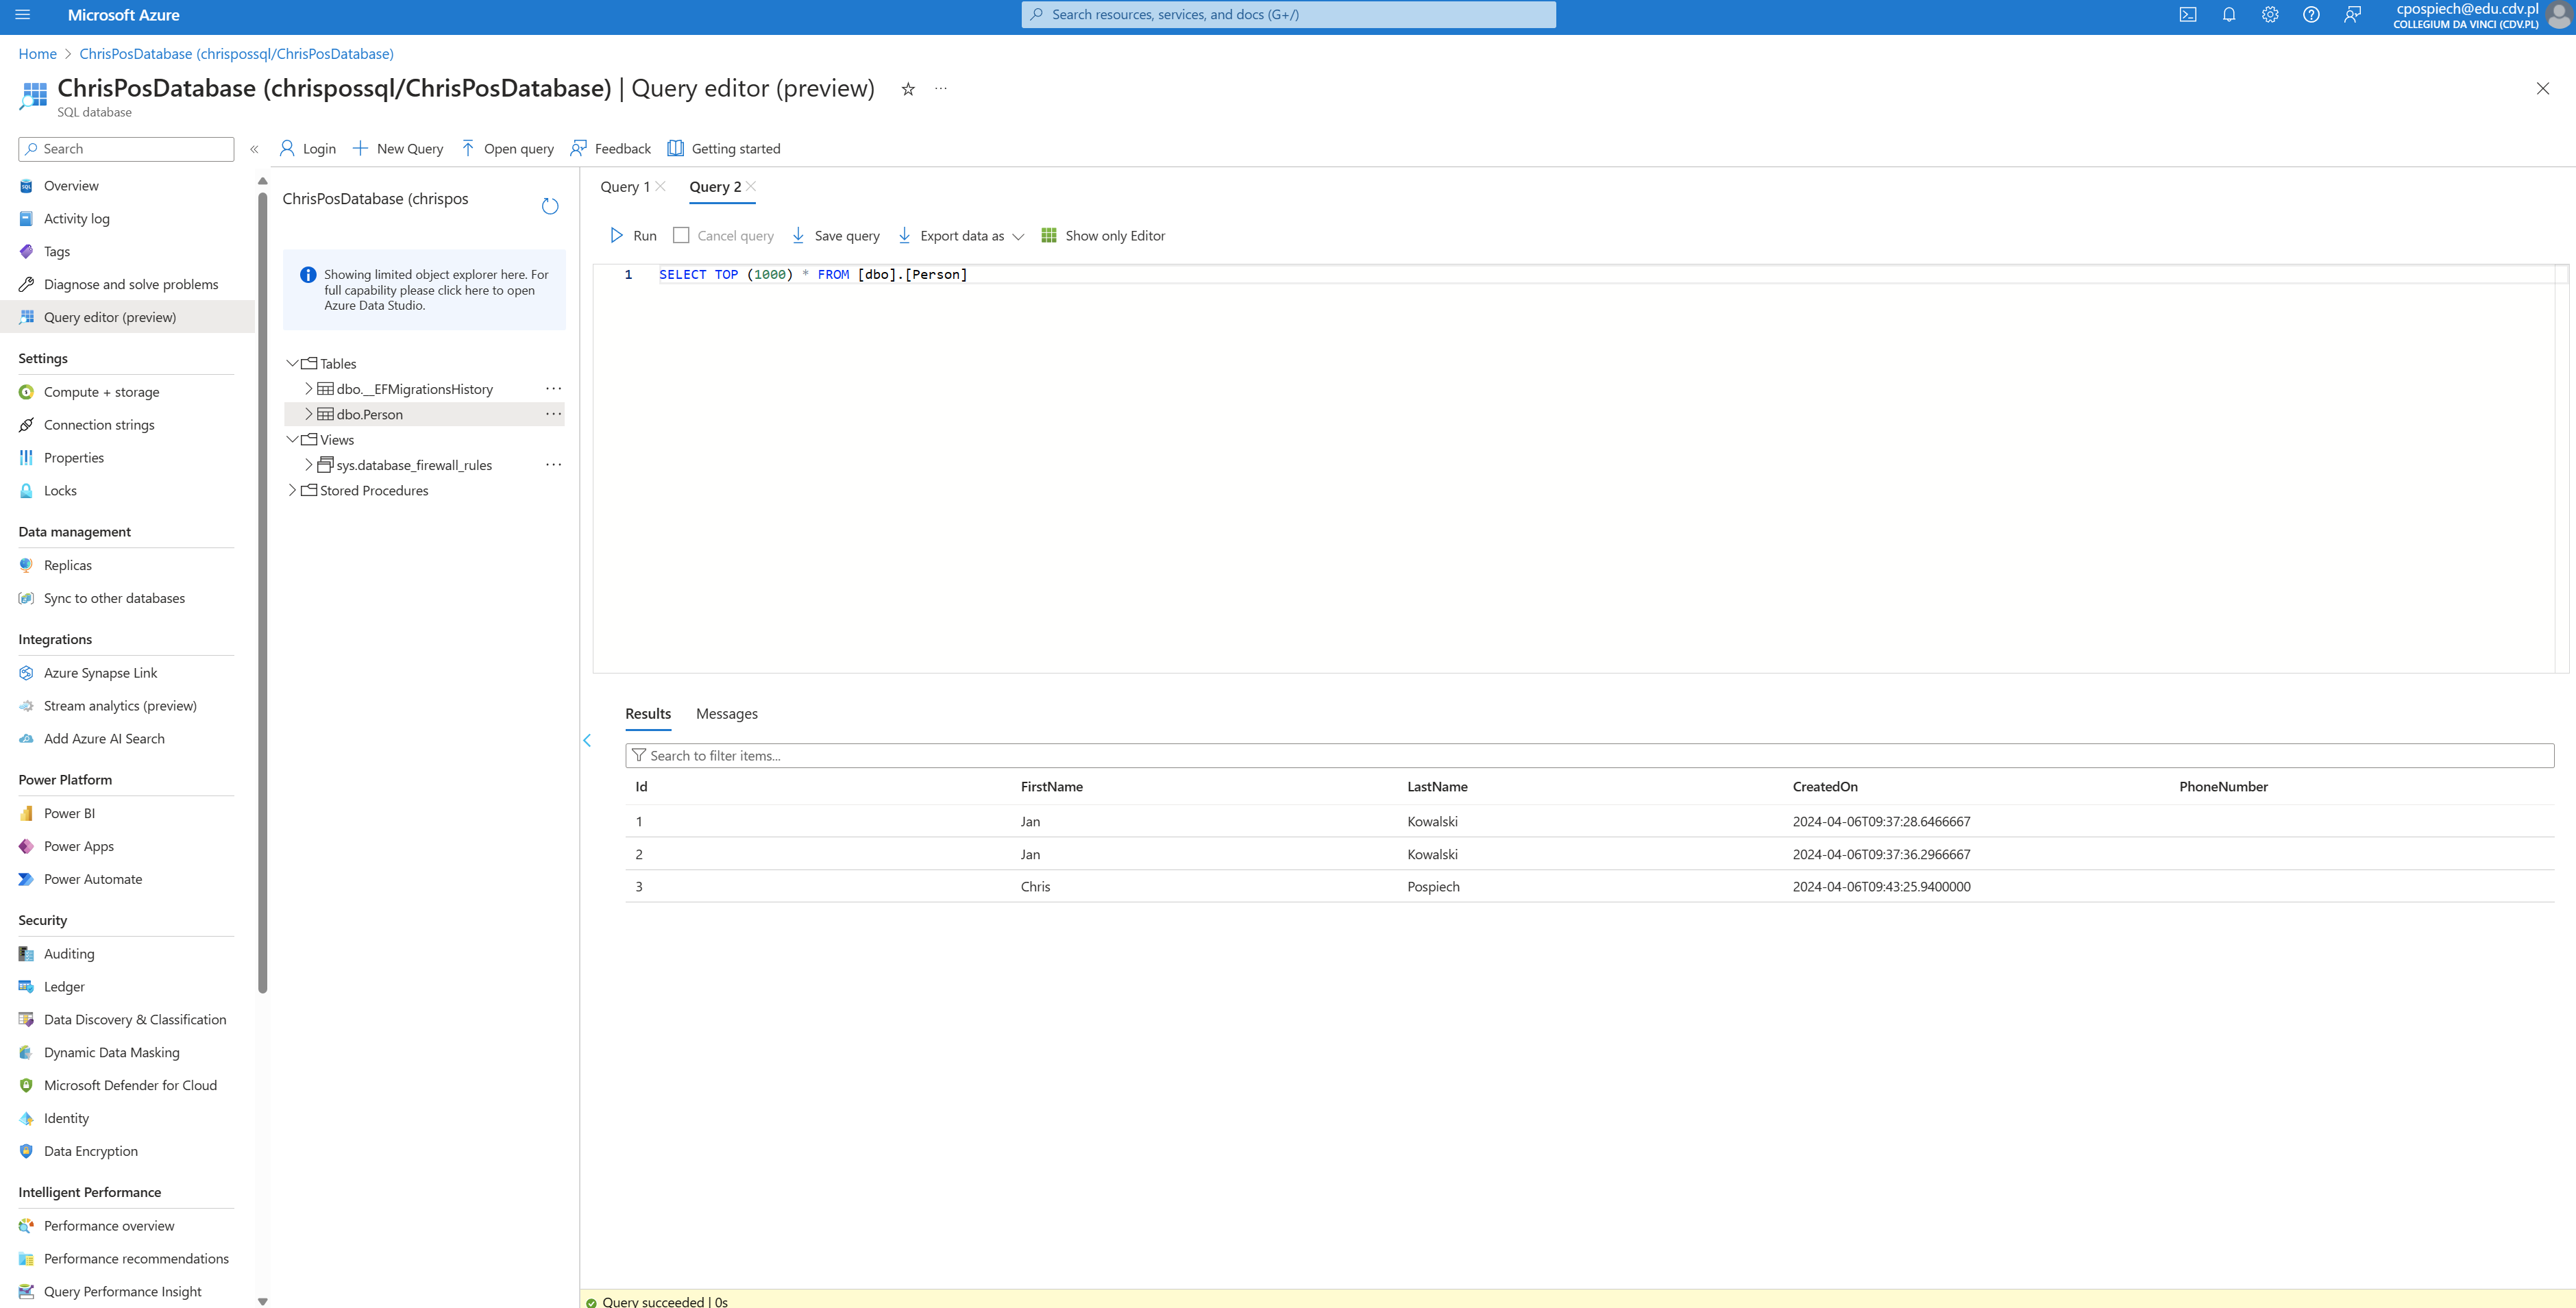 Microsoft Azure
Search resources, services, and docs (G+/)
cpospiech@edu.cdv.pl
COLLEGIUM DA VINCI (CDV.PL)
Home > ChrisPosDatabase (chrispossql/ChrisPosDatabase)
ChrisPosDatabase (chrispossql/ChrisPosDatabase) | Query editor (preview)
SQL database
Search
Overview
Activity log
Tags
Diagnose and solve problems
Query editor (preview)
Settings
Compute + storage
Connection strings
Properties
Locks
Data management
Replicas
Sync to other databases
Integrations
Azure Synapse Link
Stream analytics (preview)
Add Azure AI Search
Power Platform
Power BI
Power Apps
Power Automate
Security
Auditing
Ledger
Data Discovery & Classification
Dynamic Data Masking
Microsoft Defender for Cloud
Identity
Data Encryption
Intelligent Performance
Performance overview
Performance recommendations
Query Performance Insight
Login New Query Open query Feedback Getting started
ChrisPosDatabase (chrispos
Showing limited object explorer here. For
full capability please click here to open
Azure Data Studio.
Tables
dbo.__EFMigrationsHistory
dbo.Person
Views
sys.database_firewall_rules
Stored Procedures
Query 1 Query 2
Run Cancel query Save query Export data as Show only Editor
1 SELECT TOP (1000) * FROM [dbo].[Person]
Results Messages
Search to filter items...
Id FirstName LastName CreatedOn PhoneNumber
1 Jan Kowalski 2024-04-06T09:37:28.6466667
2 Jan Kowalski 2024-04-06T09:37:36.2966667
3 Chris Pospiech 2024-04-06T09:43:25.9400000
Query succeeded | 0s